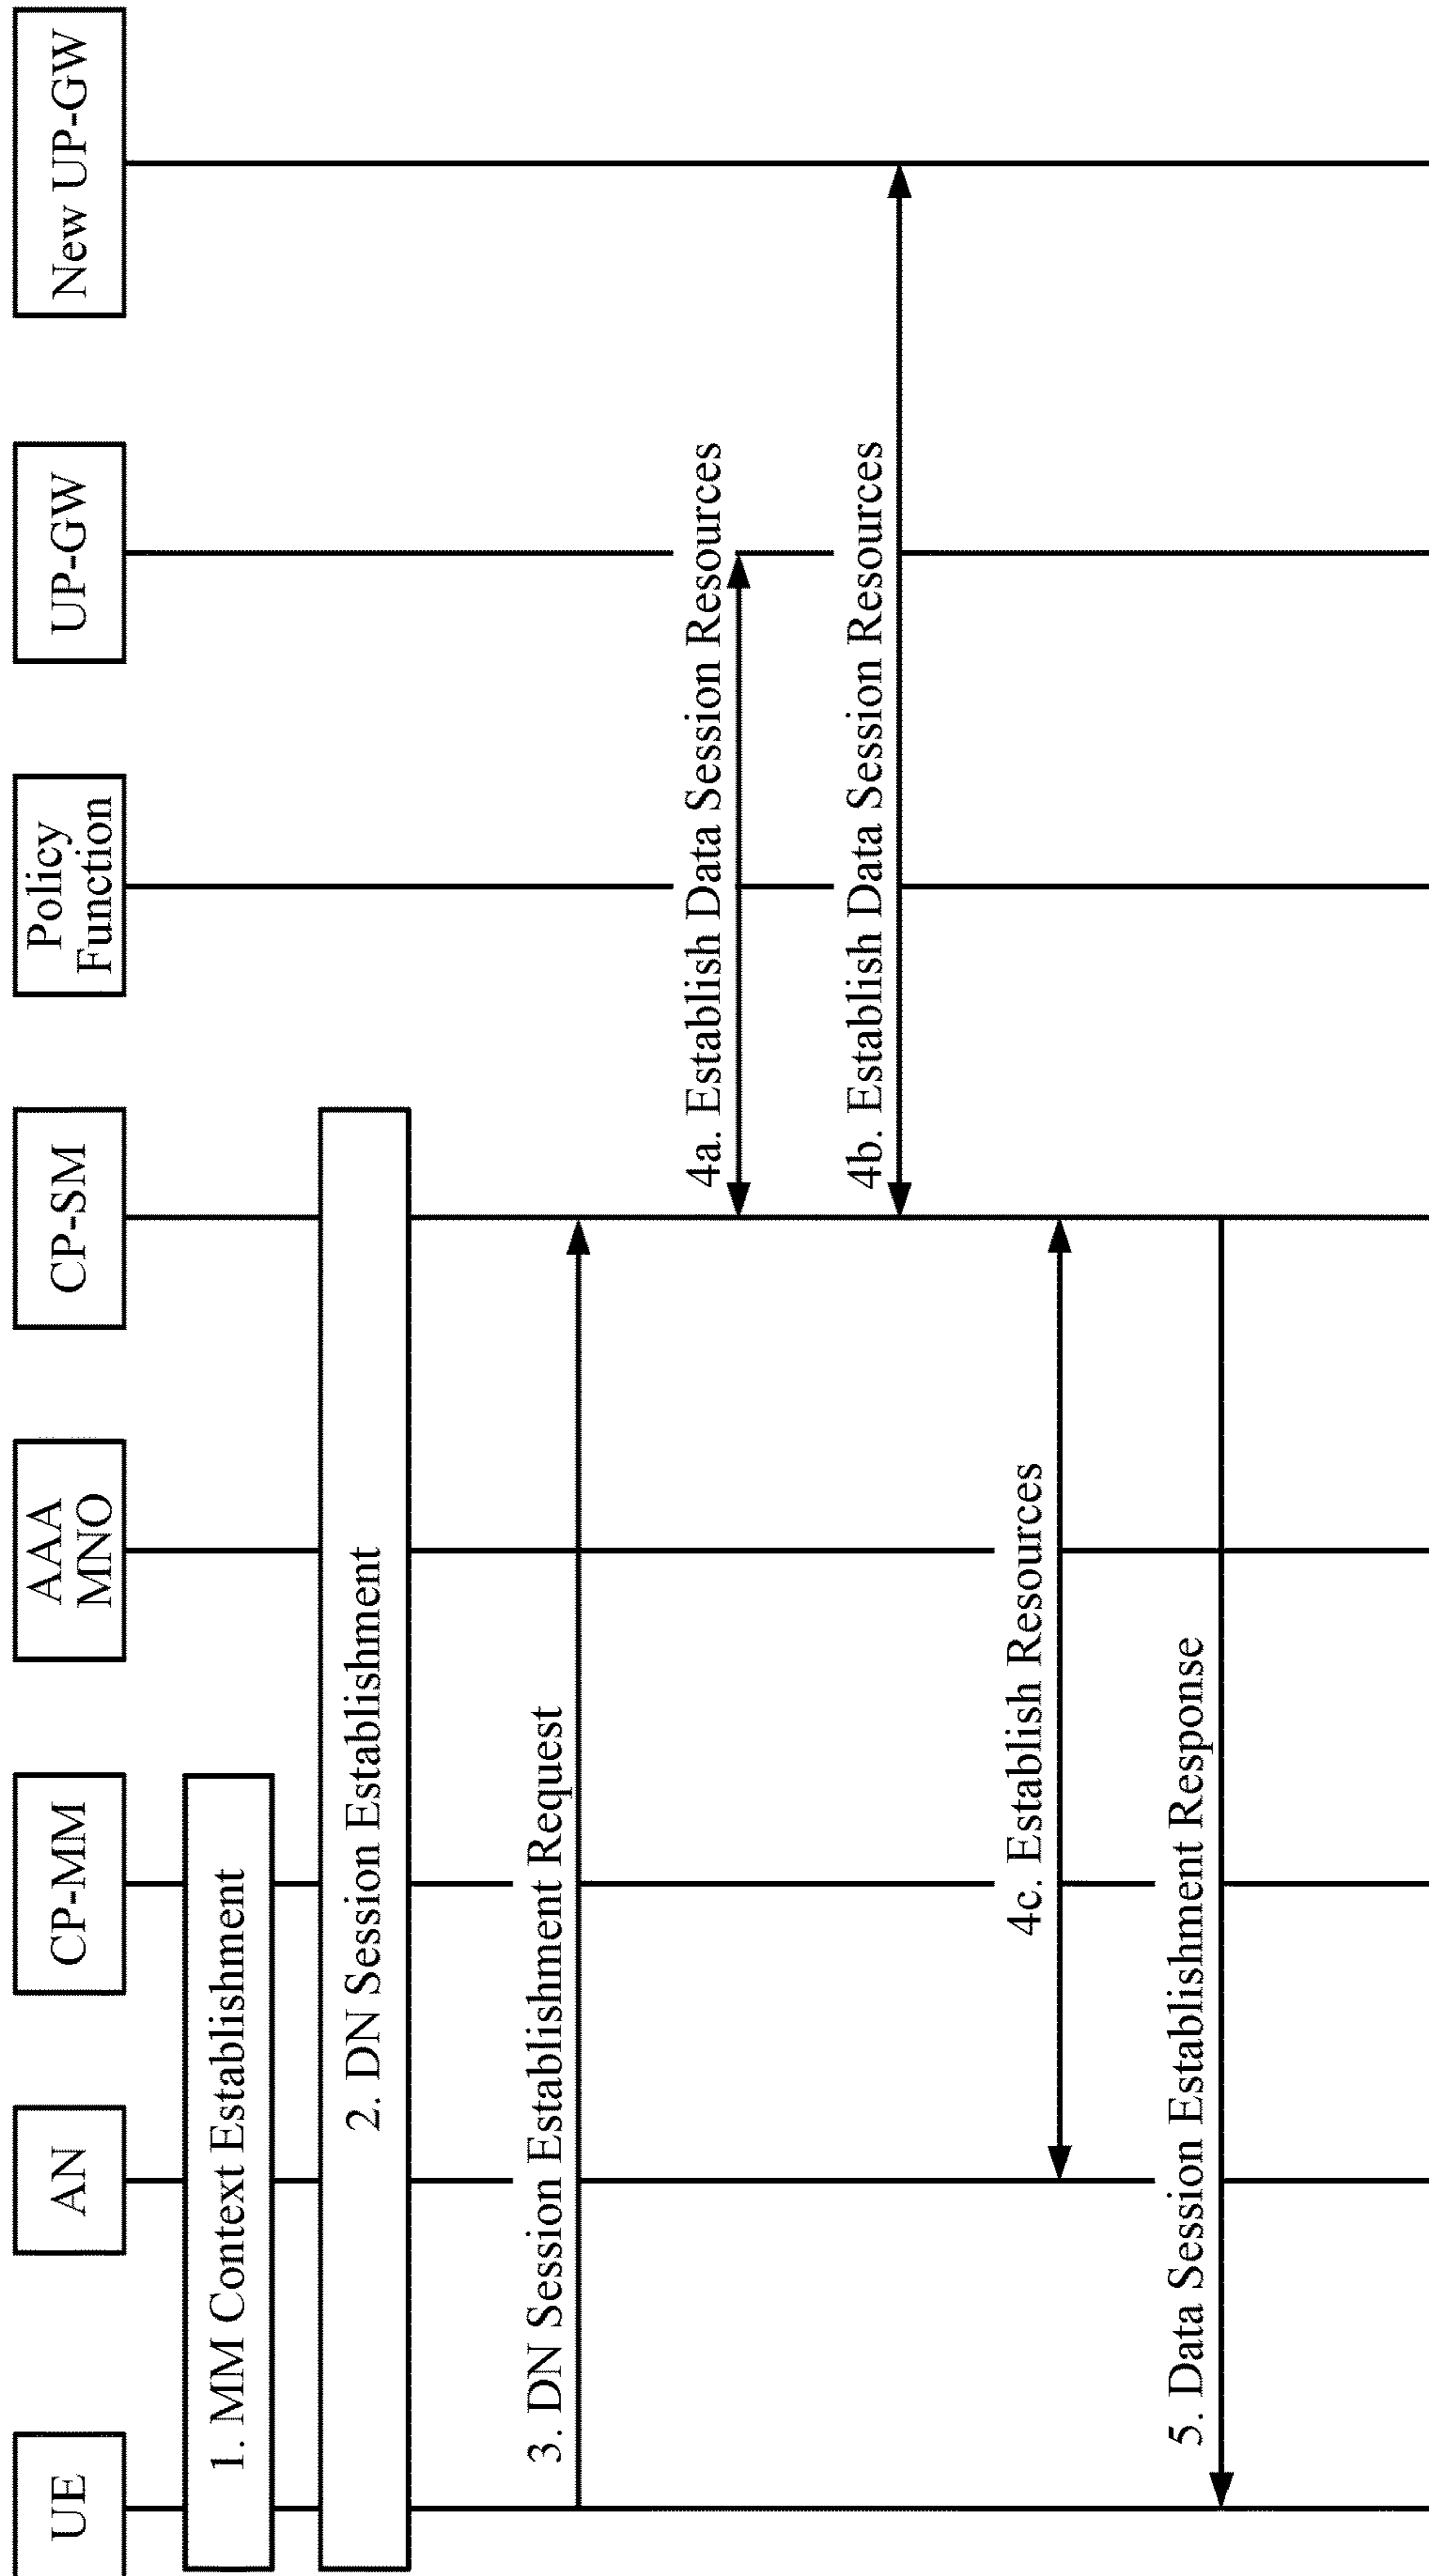 UE
AN
CP-MM
AAA
MNO
CP-SM
Policy
Function
UP-GW
New UP-GW
1. MM Context Establishment
2. DN Session Establishment
3. DN Session Establishment Request
4a. Establish Data Session Resources
4b. Establish Data Session Resources
4c. Establish Resources
5. Data Session Establishment Response